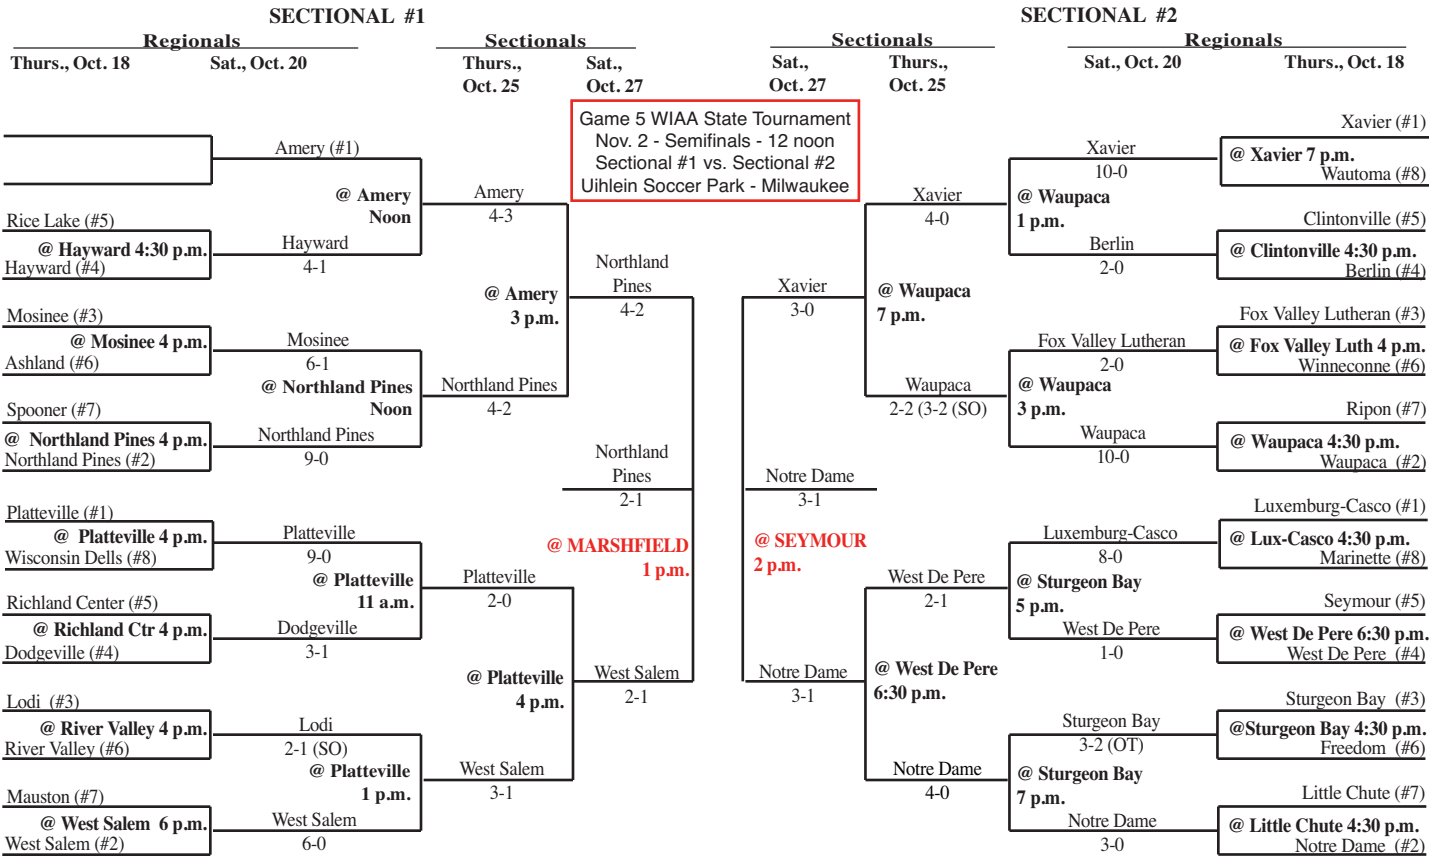 SECTIONAL #1
Regionals
Sectionals
Thurs., Oct. 18
Sat., Oct. 20
Thurs.,
Oct. 25
Sat.,
Oct. 27
Amery (#1)
@ Amery
Noon
Rice Lake (#5)
@ Hayward 4:30 p.m.
Hayward (#4)
Hayward
4-1
Amery
4-3
Mosinee (#3)
@ Mosinee 4 p.m.
Ashland (#6)
Mosinee
6-1
@ Northland Pines
Noon
Spooner (#7)
@ Northland Pines 4 p.m.
Northland Pines (#2)
Northland Pines
9-0
Northland Pines
4-2
@ Amery
3 p.m.
Northland
Pines
4-2
Platteville (#1)
@ Platteville 4 p.m.
Wisconsin Dells (#8)
Platteville
9-0
@ Platteville
11 a.m.
Richland Center (#5)
@ Richland Ctr 4 p.m.
Dodgeville (#4)
Dodgeville
3-1
Platteville
2-0
Lodi (#3)
@ River Valley 4 p.m.
River Valley (#6)
Lodi
2-1 (SO)
@ Platteville
1 p.m.
Mauston (#7)
@ West Salem 6 p.m.
West Salem (#2)
West Salem
6-0
West Salem
3-1
@ Platteville
4 p.m.
West Salem
2-1
Northland
Pines
2-1
@ MARSHFIELD
1 p.m.
Game 5 WIAA State Tournament
Nov. 2 - Semifinals - 12 noon
Sectional #1 vs. Sectional #2
Uihlein Soccer Park - Milwaukee
SECTIONAL #2
Sectionals
Regionals
Sat.,
Oct. 27
Thurs.,
Oct. 25
Sat., Oct. 20
Thurs., Oct. 18
Xavier (#1)
@ Xavier 7 p.m.
Wautoma (#8)
Xavier
10-0
@ Waupaca
1 p.m.
Clintonville (#5)
@ Clintonville 4:30 p.m.
Berlin (#4)
Berlin
2-0
Xavier
4-0
Fox Valley Lutheran (#3)
@ Fox Valley Luth 4 p.m.
Winneconne (#6)
Fox Valley Lutheran
2-0
@ Waupaca
3 p.m.
Ripon (#7)
@ Waupaca 4:30 p.m.
Waupaca (#2)
Waupaca
10-0
Waupaca
2-2 (3-2 (SO)
@ Waupaca
7 p.m.
Xavier
3-0
Luxemburg-Casco (#1)
@ Lux-Casco 4:30 p.m.
Marinette (#8)
Luxemburg-Casco
8-0
@ Sturgeon Bay
5 p.m.
Seymour (#5)
@ West De Pere 6:30 p.m.
West De Pere (#4)
West De Pere
1-0
West De Pere
2-1
Sturgeon Bay (#3)
@Sturgeon Bay 4:30 p.m.
Freedom (#6)
Sturgeon Bay
3-2 (OT)
@ Sturgeon Bay
7 p.m.
Little Chute (#7)
@ Little Chute 4:30 p.m.
Notre Dame (#2)
Notre Dame
3-0
Notre Dame
4-0
@ West De Pere
6:30 p.m.
Notre Dame
3-1
Notre Dame
3-1
@ SEYMOUR
2 p.m.